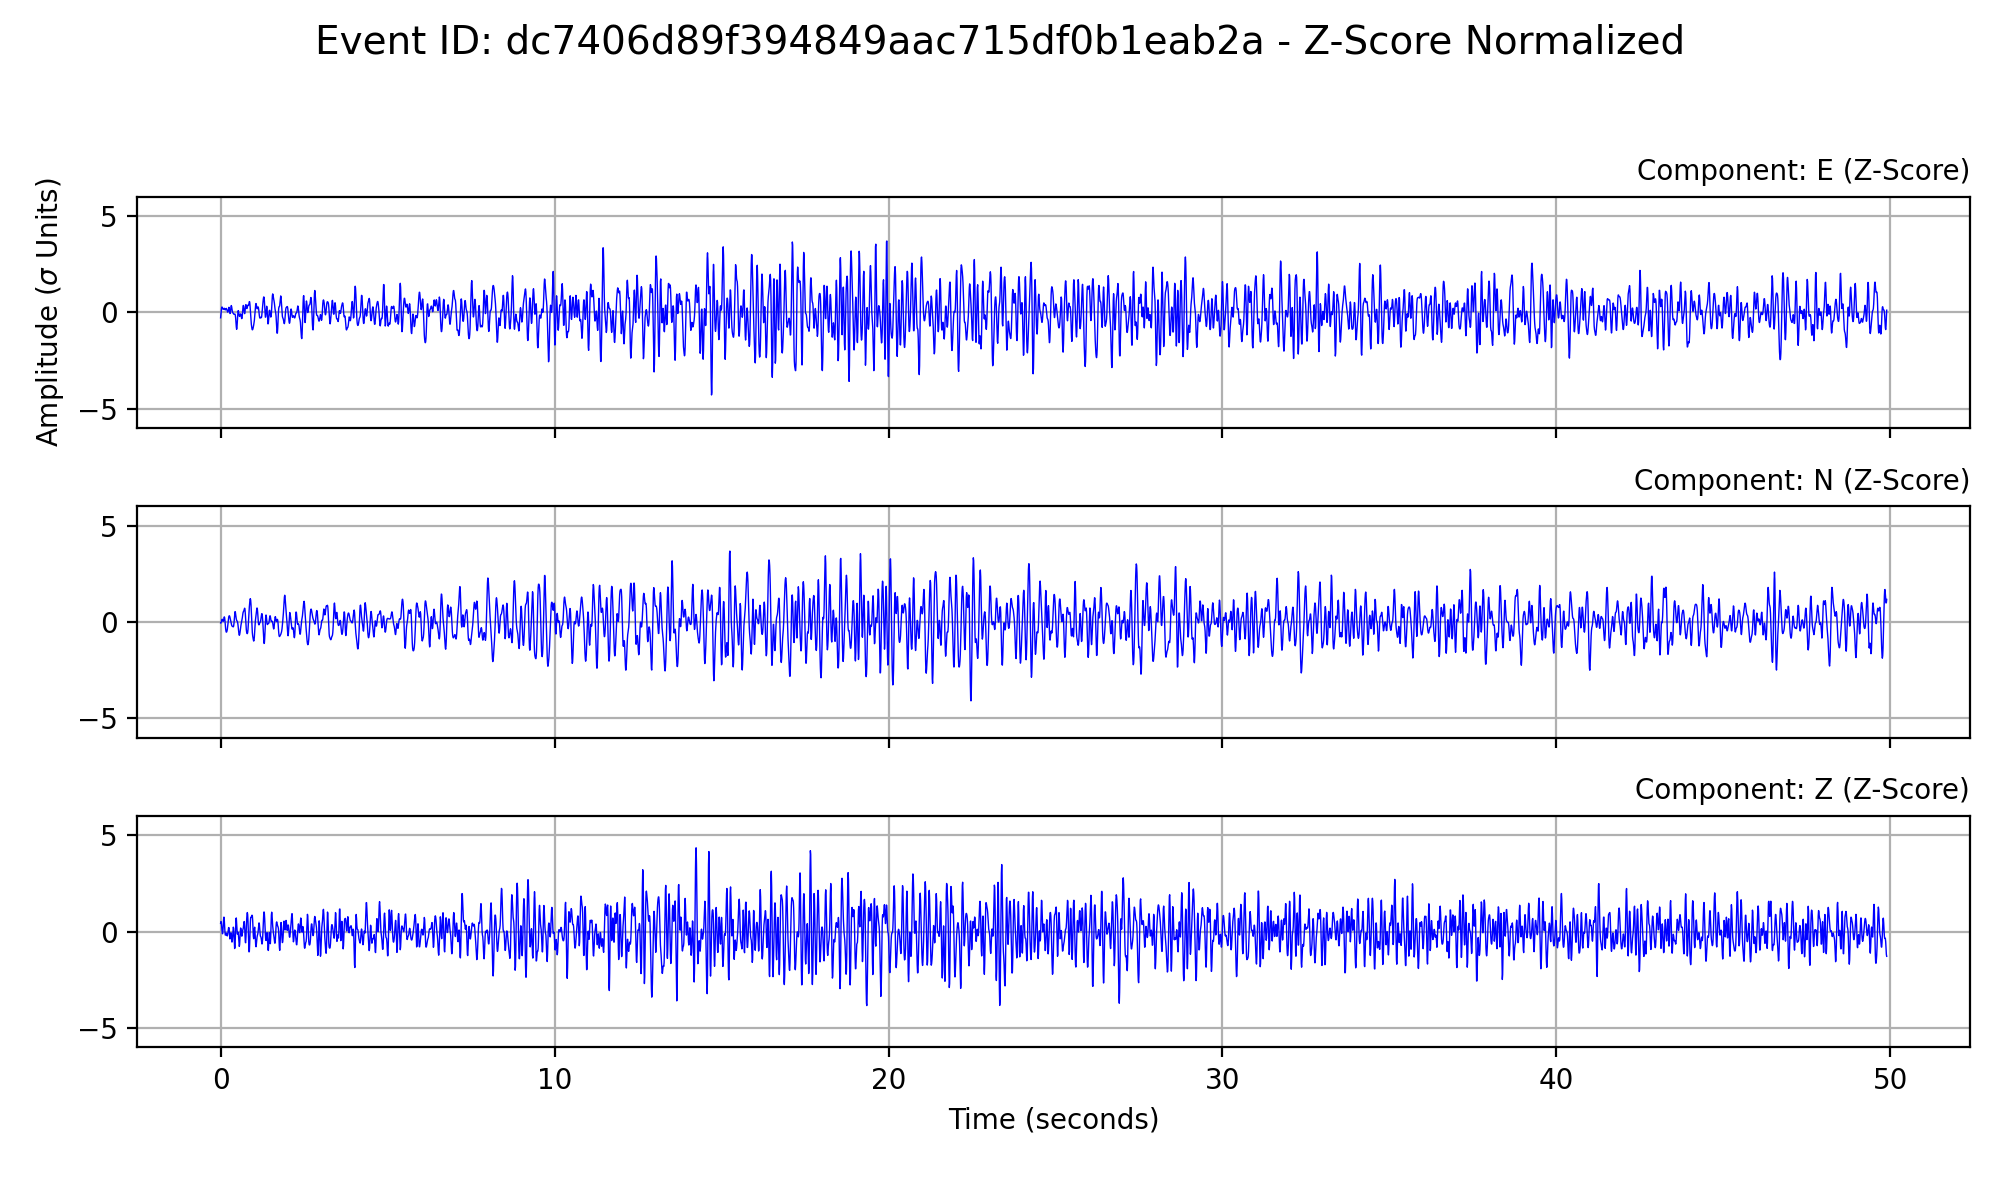 Event ID: dc7406d89f394849aac715df0b1eab2a - Z-Score Normalized
Component: E (Z-Score)
Amplitude (σ Units)
5
0
−5
Component: N (Z-Score)
5
0
−5
Component: Z (Z-Score)
5
0
−5
0 10 20 30 40 50
Time (seconds)